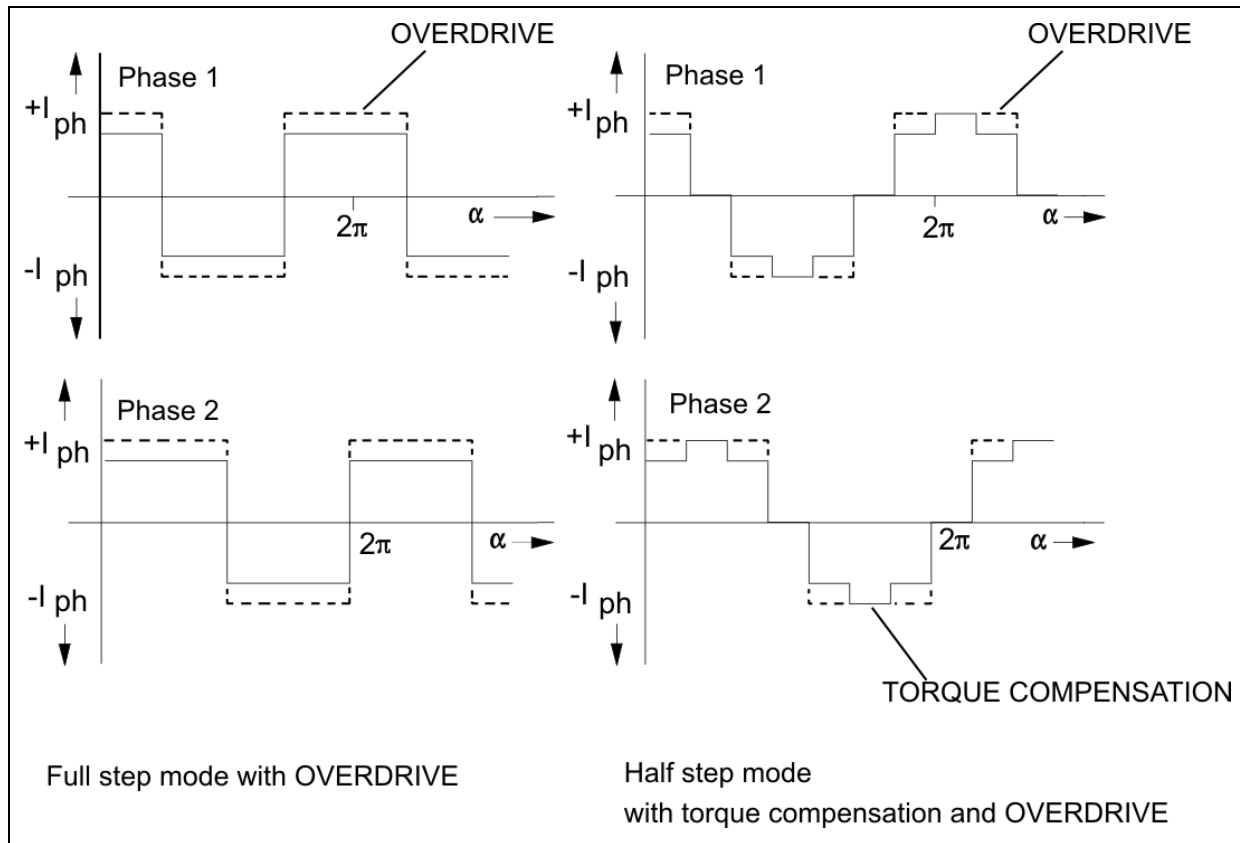 OVERDRIVE
Phase 1
+I ph
2π
α
-I ph
OVERDRIVE
Phase 1
+I ph
2π
α
-I ph
Phase 2
+I ph
2π
α
-I ph
Phase 2
+I ph
2π
α
-I ph
TORQUE COMPENSATION
Full step mode with OVERDRIVE
Half step mode
with torque compensation and OVERDRIVE